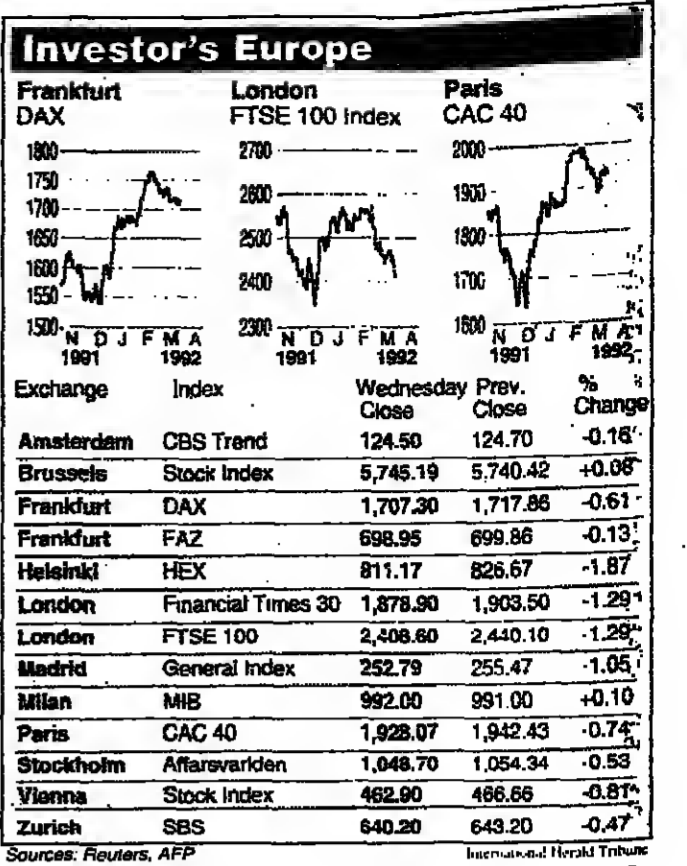 Investor's Europe
Frankfurt London Paris
DAX FTSE 100 Index CAC 40
1800 2700 2000
1750 2600 1900
1700 2500 1800
1650 2400 1700
1600 2300 1600
1550
1500
N D J F M A N D J F M A N D J F M A
1991 1992 1991 1992 1991 1992
Exchange Index Wednesday Prev. %
Close Close Change
Amsterdam CBS Trend 124.50 124.70 -0.16
Brussels Stock Index 5,745.19 5,740.42 +0.08
Frankfurt DAX 1,707.30 1,717.86 -0.61
Frankfurt FAZ 698.95 699.86 -0.13
Helsinki HEX 811.17 826.67 -1.87
London Financial Times 30 1,878.90 1,903.50 -1.29
London FTSE 100 2,408.60 2,440.10 -1.29
Madrid General Index 252.79 255.47 -1.05
Milan MIB 992.00 991.00 +0.10
Paris CAC 40 1,928.07 1,942.43 -0.74
Stockholm Affarsvarlden 1,048.70 1,054.34 -0.53
Vienna Stock Index 462.90 466.66 -0.81
Zurich SBS 640.20 643.20 -0.47
Sources: Reuters, AFP International Herald Tribune